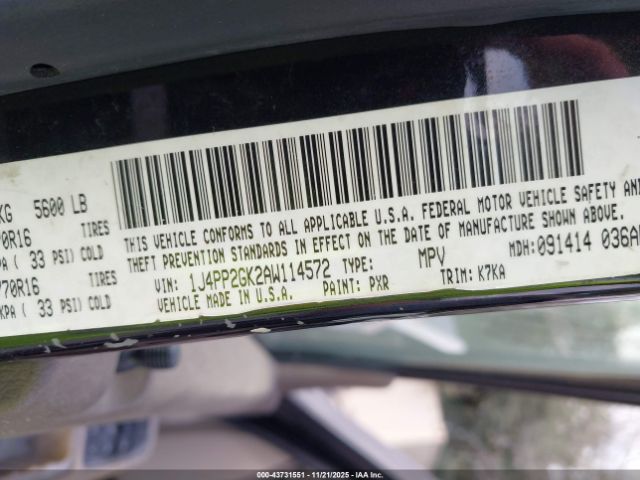 KG 5600 LB
70R16 TIRES
PA ( 33 PSI) COLD
/70R16 TIRES
KPA ( 33 PSI) COLD
THIS VEHICLE CONFORMS TO ALL APPLICABLE U.S.A. FEDERAL MOTOR VEHICLE SAFETY AND
THEFT PREVENTION STANDARDS IN EFFECT ON THE DATE OF MANUFACTURE SHOWN ABOVE.
VIN: 1J4PP2GK2AW114572 TYPE: MPV MDH:091414 036A
VEHICLE MADE IN U.S.A. PAINT: PXR TRIM: K7KA
000-43731551 — 11/21/2025 — IAA Inc.